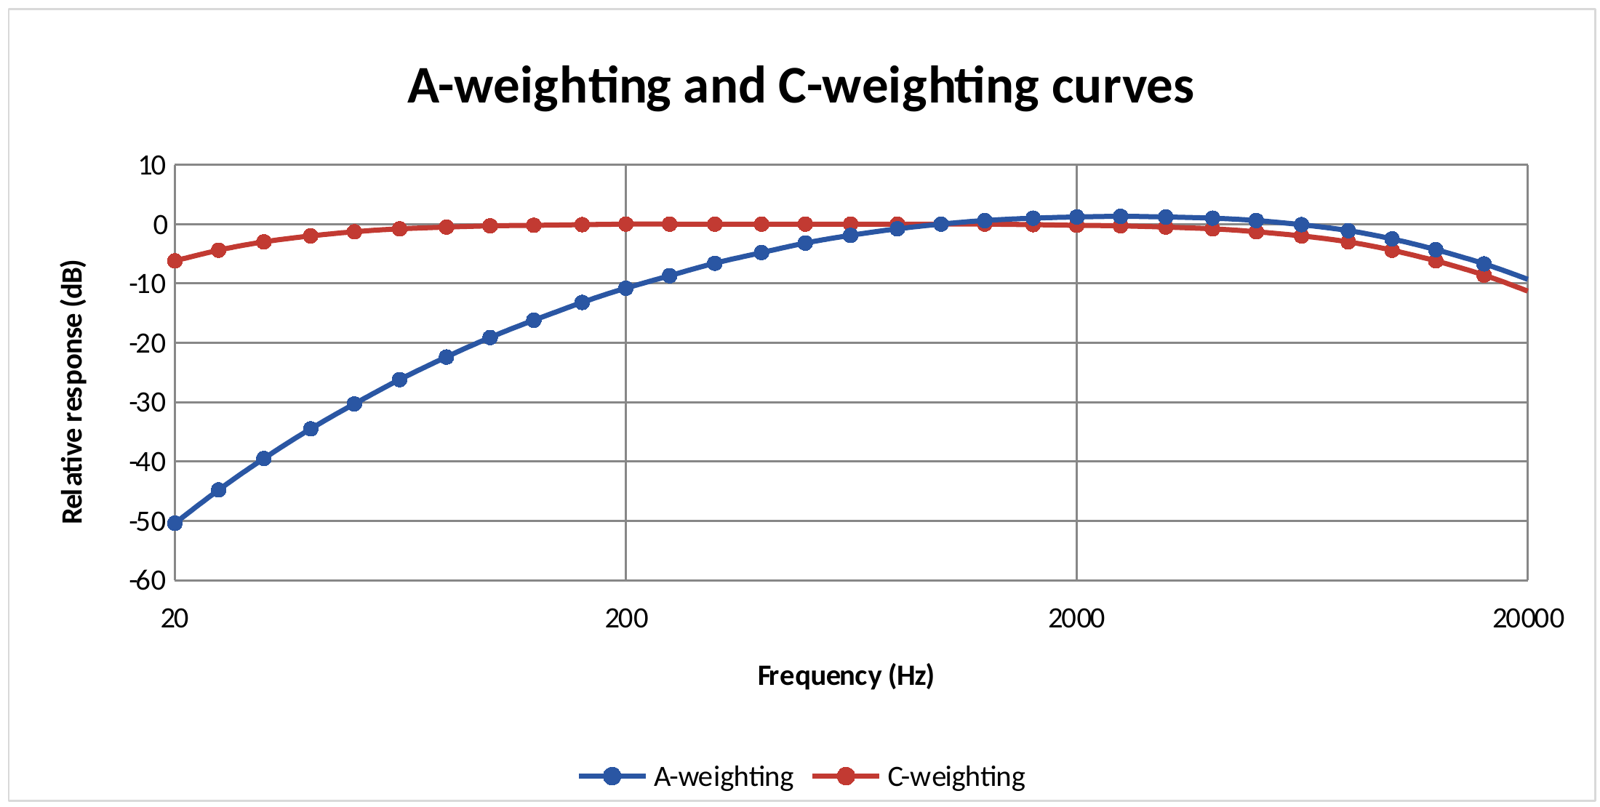 A-weighting and C-weighting curves
10
0
-10
-20
-30
-40
-50
-60
Relative response (dB)
20 200 2000 20000
Frequency (Hz)
A-weighting C-weighting